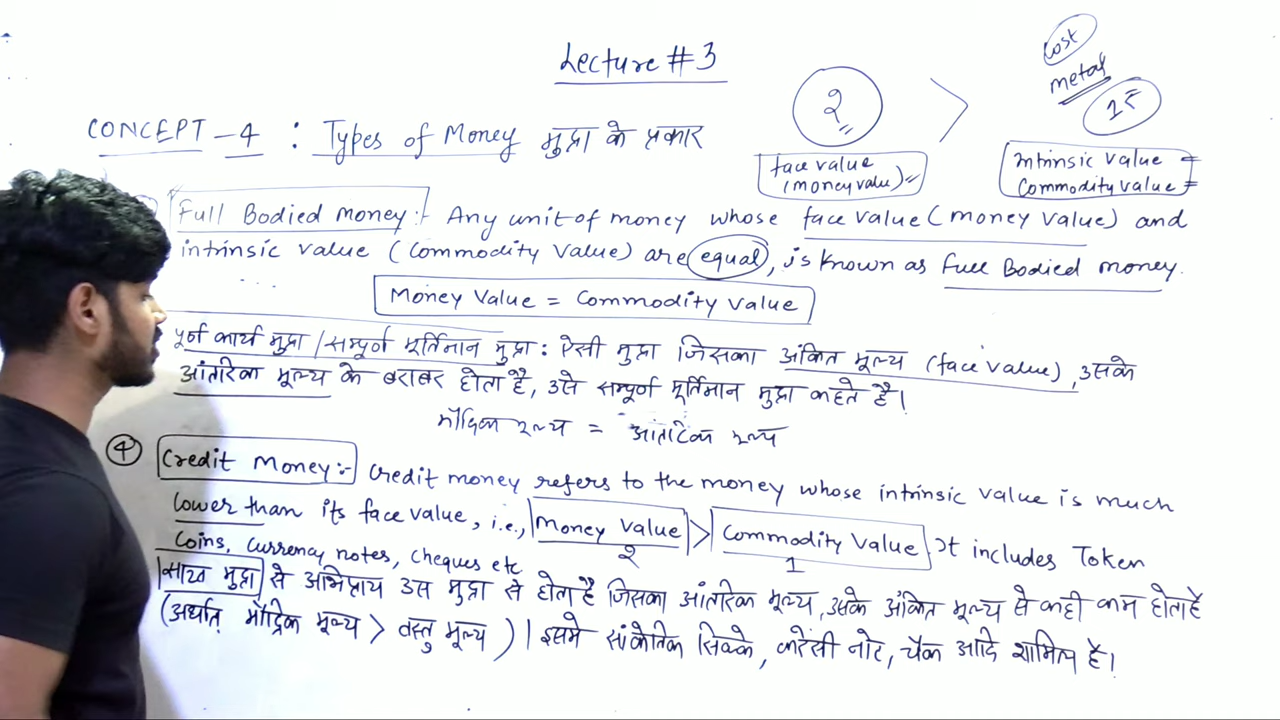 Lecture #3
Cost
metal
2
>
1₹
CONCEPT-4 : Types of Money मुद्रा के प्रकार
face value
(money value)
Intrinsic value =
Commodity value =
Full Bodied Money:- Any unit of money whose face value (money value) and
intrinsic value (Commodity Value) are equal, is known as Full Bodied money.
Money Value = Commodity value
पूर्ण कार्य मुद्रा/सम्पूर्ण मूर्तिमान मुद्रा : ऐसी मुद्रा जिसका अंकित मूल्य (face value), उसके
आंतरिक मूल्य के बराबर होता है, उसे सम्पूर्ण मूर्तिमान मुद्रा कहते है।
मौद्रिक मूल्य = आंतरिक मूल्य
④ Credit Money:- Credit money refers to the money whose intrinsic value is much
lower than its face value, i.e., Money Value > Commodity Value It includes Token
2 1
Coins, Currency notes, Cheques etc
साख मुद्रा से अभिप्राय उस मुद्रा से होता है जिसका आंतरिक मूल्य, उसके अंकित मूल्य से कही कम होता है
(अर्थात् मौद्रिक मूल्य > वस्तु मूल्य)। इसमे सांकेतिक सिक्के, करेंसी नोट, चैक आदि शामिल है।